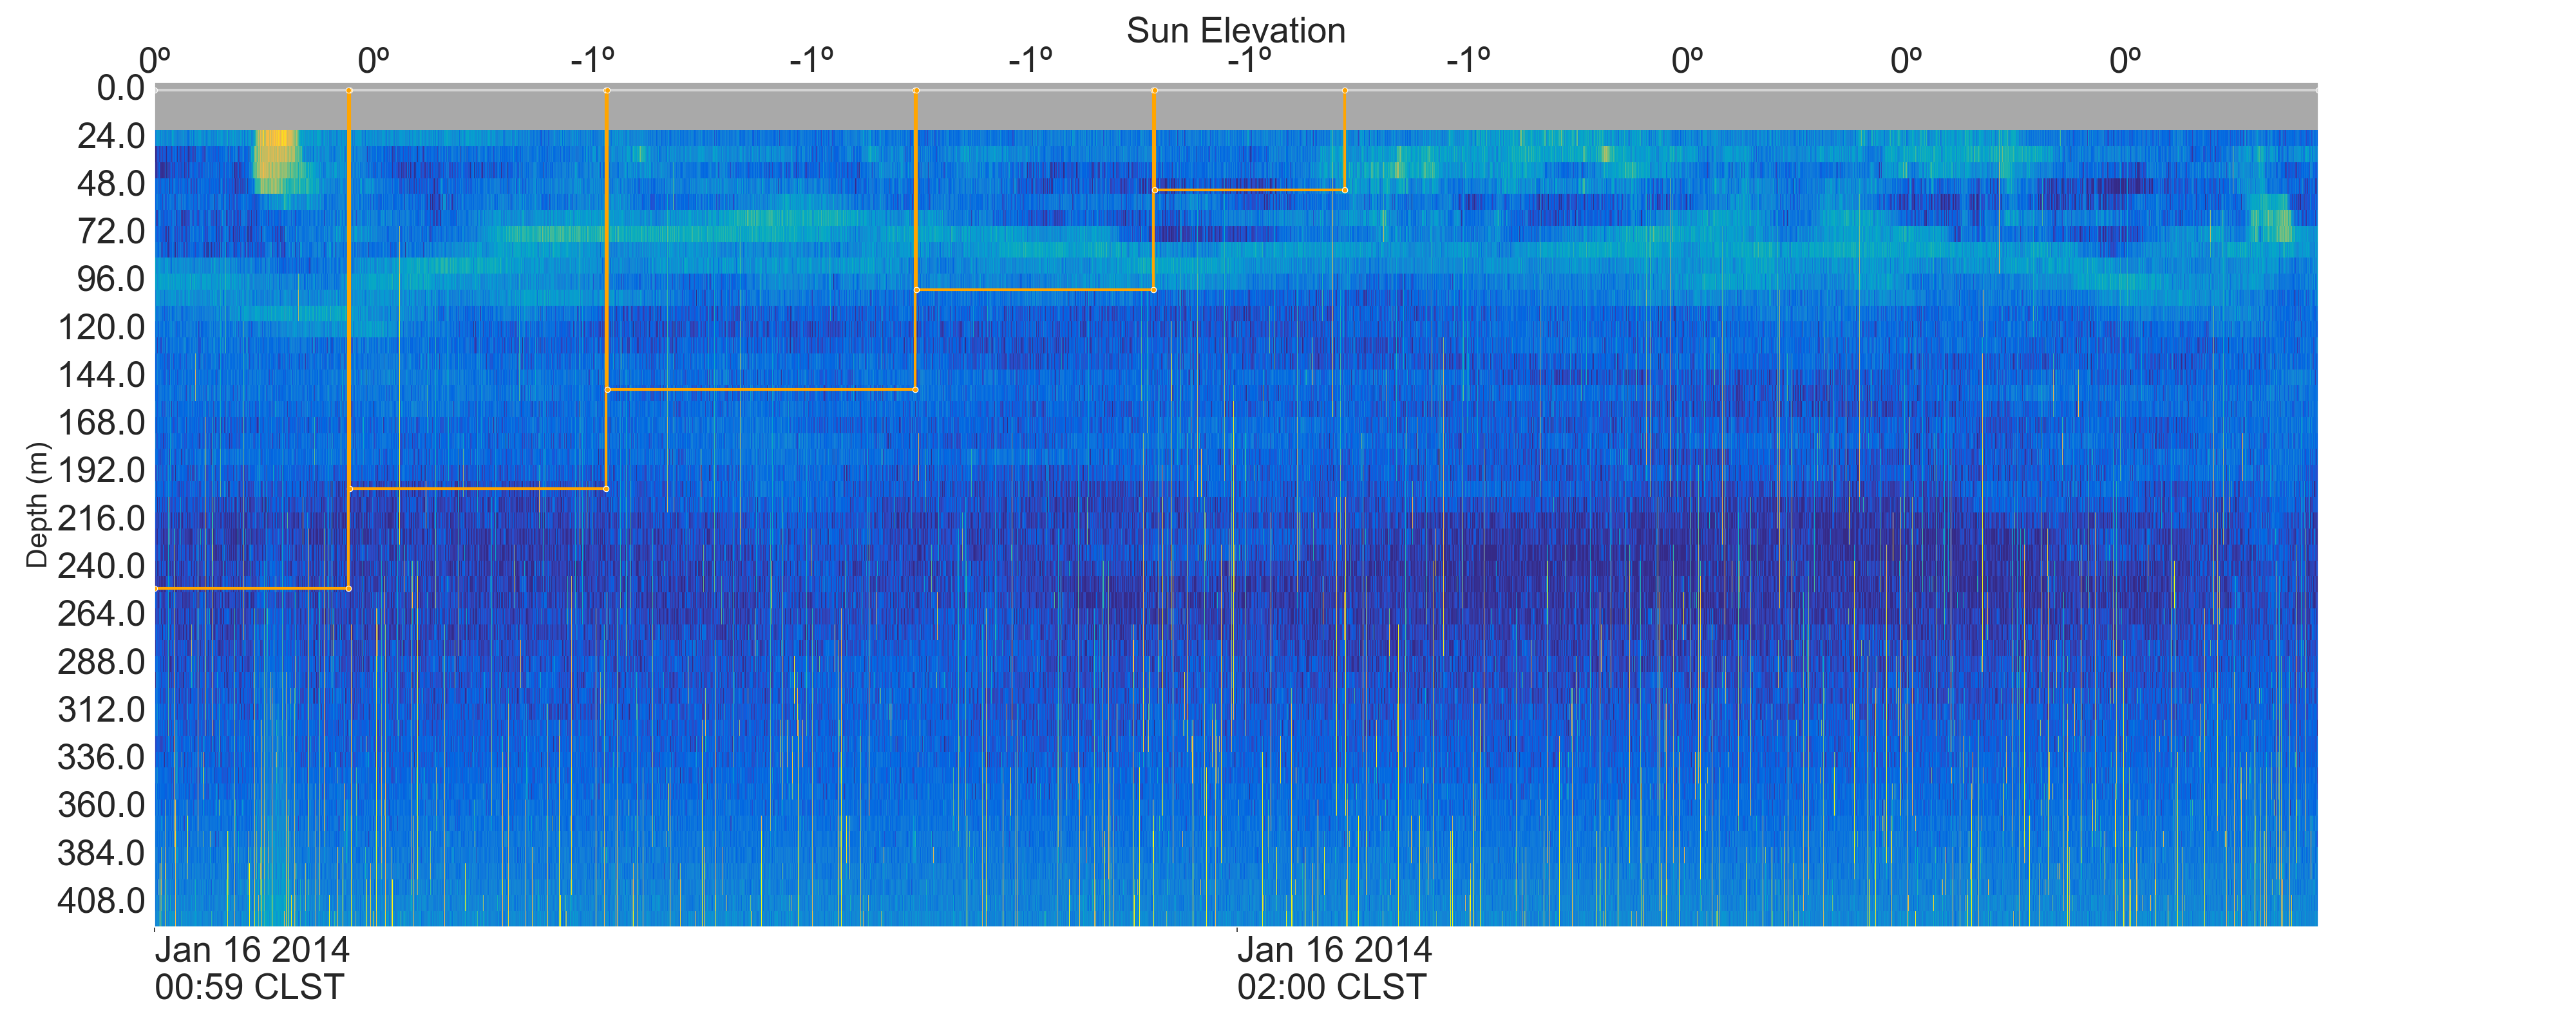 Sun Elevation
0º 0º -1º -1º -1º -1º -1º 0º 0º 0º
0.0
24.0
48.0
72.0
96.0
120.0
144.0
168.0
192.0
216.0
240.0
264.0
288.0
312.0
336.0
360.0
384.0
408.0
Depth (m)
Jan 16 2014
00:59 CLST
Jan 16 2014
02:00 CLST